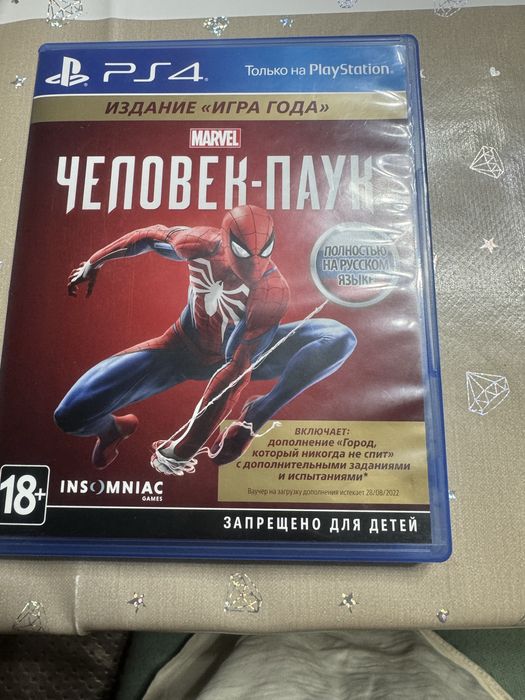 PS4
Только на PlayStation
ИЗДАНИЕ «ИГРА ГОДА»
MARVEL
ЧЕЛОВЕК-ПАУК
ПОЛНОСТЬЮ
НА РУССКОМ
ЯЗЫКЕ
ВКЛЮЧАЕТ:
дополнение «Город,
который никогда не спит»
с дополнительными заданиями
и испытаниями*
Ваучер на загрузку дополнения истекает 28/08/2022
18+
INSOMNIAC
GAMES
ЗАПРЕЩЕНО ДЛЯ ДЕТЕЙ